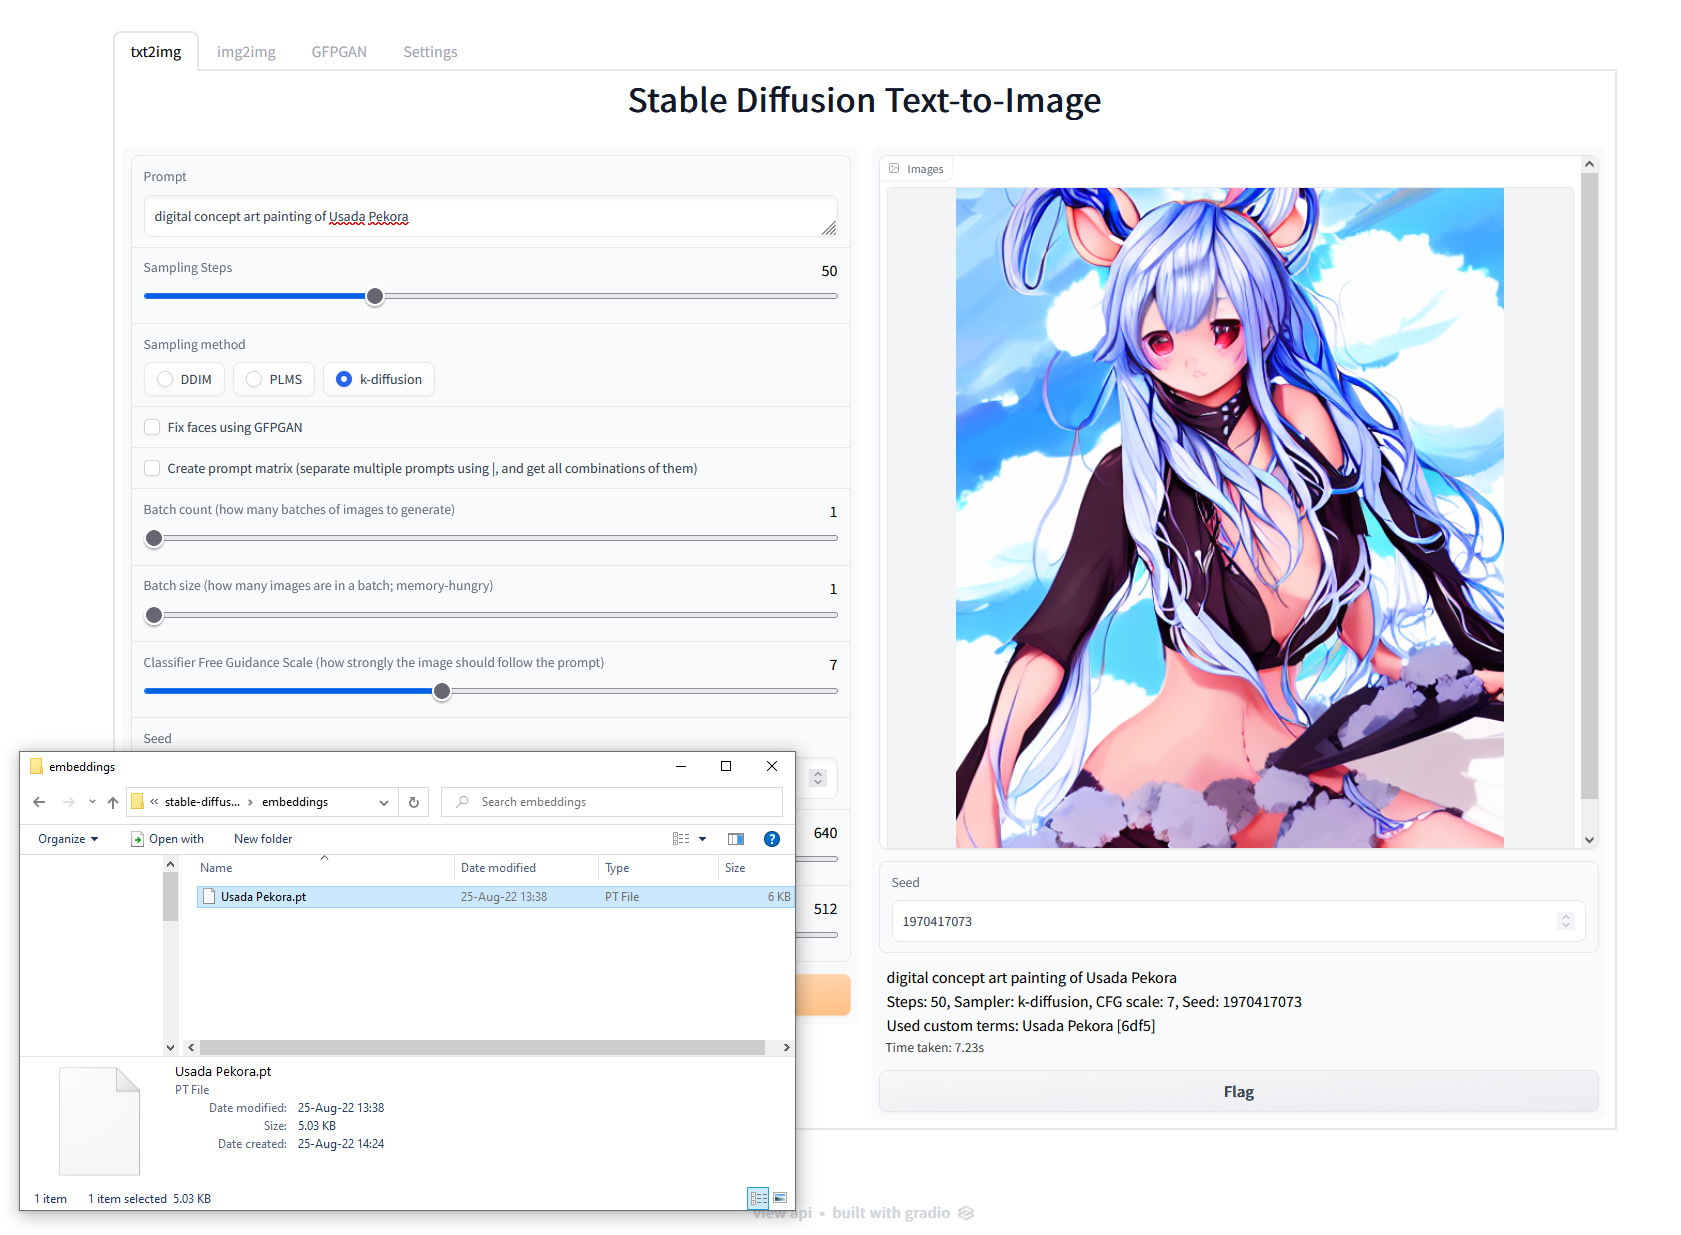 txt2img
img2img
GFPGAN
Settings
Stable Diffusion Text-to-Image
Prompt
digital concept art painting of Usada Pekora
Sampling Steps
50
Sampling method
DDIM
PLMS
k-diffusion
Fix faces using GFPGAN
Create prompt matrix (separate multiple prompts using |, and get all combinations of them)
Batch count (how many batches of images to generate)
1
Batch size (how many images are in a batch; memory-hungry)
1
Classifier Free Guidance Scale (how strongly the image should follow the prompt)
7
Seed
640
512
embeddings
« stable-diffus... › embeddings
Search embeddings
Organize
Open with
New folder
Name
Date modified
Type
Size
Usada Pekora.pt
25-Aug-22 13:38
PT File
6 KB
Usada Pekora.pt
PT File
Date modified: 25-Aug-22 13:38
Size: 5.03 KB
Date created: 25-Aug-22 14:24
1 item
1 item selected 5.03 KB
Images
Seed
1970417073
digital concept art painting of Usada Pekora
Steps: 50, Sampler: k-diffusion, CFG scale: 7, Seed: 1970417073
Used custom terms: Usada Pekora [6df5]
Time taken: 7.23s
Flag
view api • built with gradio